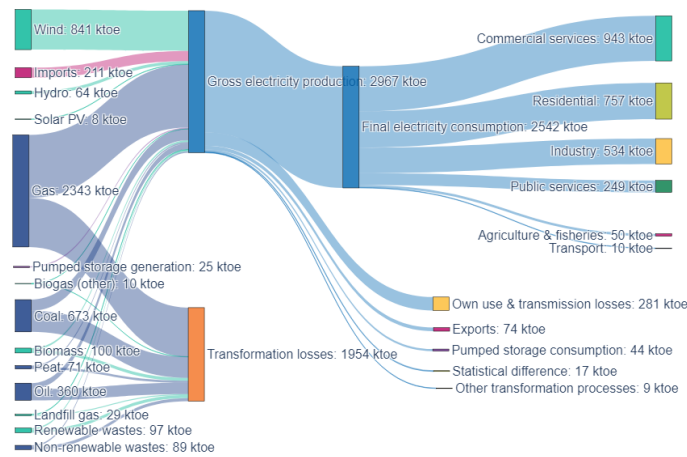 Wind: 841 ktoe
Imports: 211 ktoe
Hydro: 64 ktoe
Solar PV: 8 ktoe
Gas: 2343 ktoe
Pumped storage generation: 25 ktoe
Biogas (other): 10 ktoe
Coal: 673 ktoe
Biomass: 100 ktoe
Peat: 71 ktoe
Oil: 360 ktoe
Landfill gas: 29 ktoe
Renewable wastes: 97 ktoe
Non-renewable wastes: 89 ktoe
Gross electricity production: 2967 ktoe
Transformation losses: 1954 ktoe
Final electricity consumption: 2542 ktoe
Commercial services: 943 ktoe
Residential: 757 ktoe
Industry: 534 ktoe
Public services: 249 ktoe
Agriculture & fisheries: 50 ktoe
Transport: 10 ktoe
Own use & transmission losses: 281 ktoe
Exports: 74 ktoe
Pumped storage consumption: 44 ktoe
Statistical difference: 17 ktoe
Other transformation processes: 9 ktoe